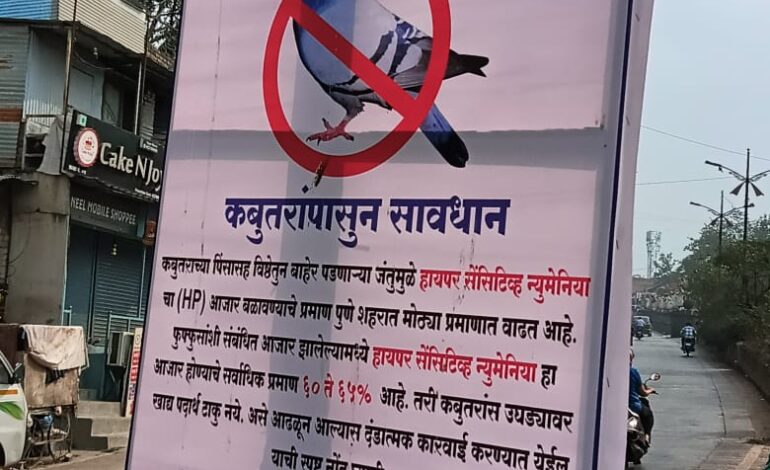 Cake N Joy
NEEL MOBILE SHOPPEE
कबुतरांपासुन सावधान
कबुतराच्या पिंसासह विष्ठेतुन बाहेर पडणाऱ्या जंतुमुळे हायपर सेंसिटिव्ह न्युमेनिया
चा (HP) आजार बळावण्याचे प्रमाण पुणे शहरात मोठ्या प्रमाणात वाढत आहे.
फुफ्फुसांशी संबंधित आजार झालेल्यामध्ये हायपर सेंसिटिव्ह न्युमेनिया हा
आजार होण्याचे सर्वाधिक प्रमाण ६० ते ६५% आहे. तरी कबुतरांस उघड्यावर
खाद्य पदार्थ टाकु नये. असे आढळून आल्यास दंडात्मक कारवाई करण्यात येईल
याची स्पष्ट नोंद